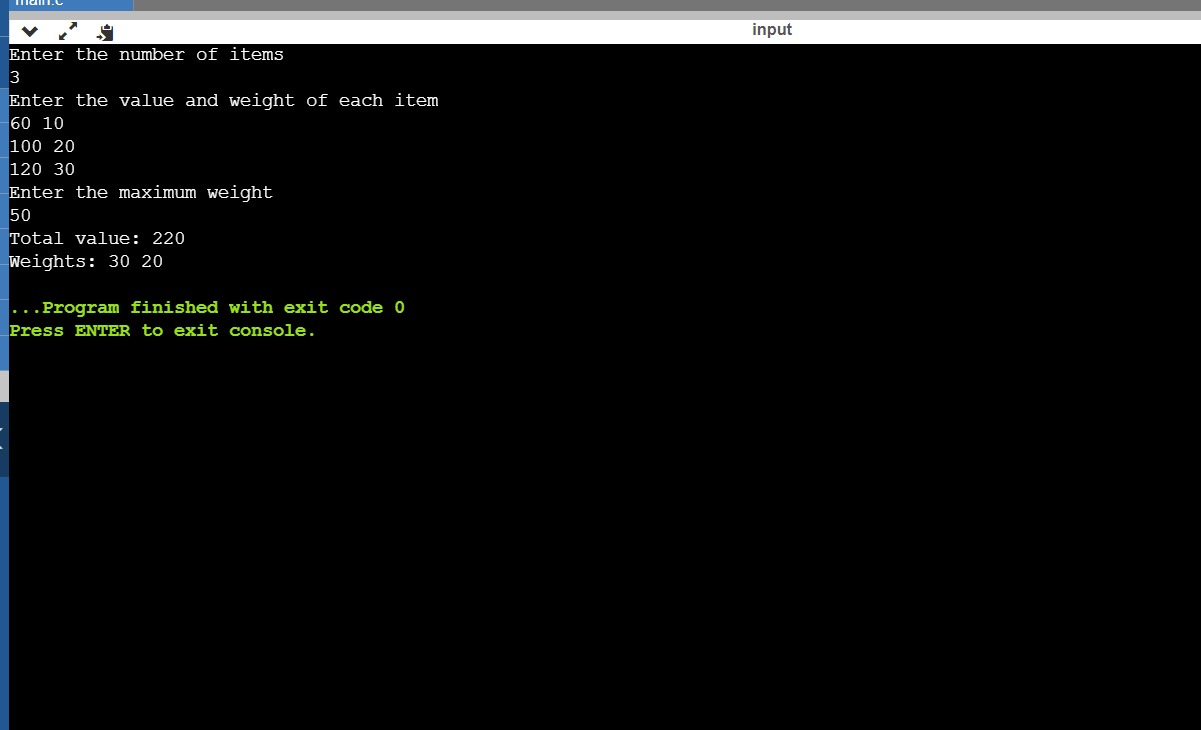 main.c
input
Enter the number of items
3
Enter the value and weight of each item
60 10
100 20
120 30
Enter the maximum weight
50
Total value: 220
Weights: 30 20
...Program finished with exit code 0
Press ENTER to exit console.